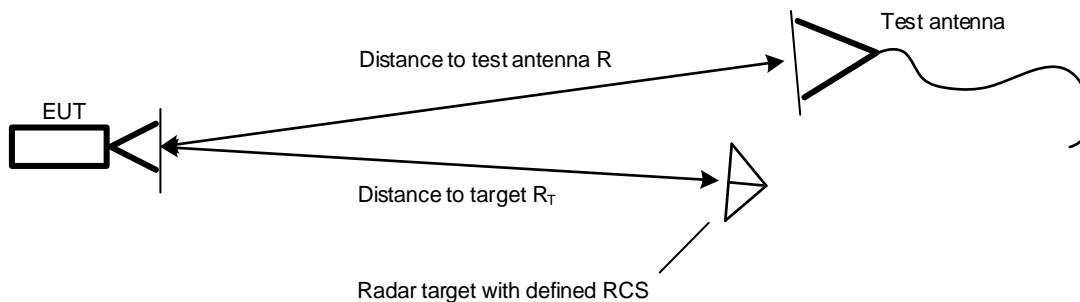 Test antenna
Distance to test antenna R
EUT
Distance to target R_T
Radar target with defined RCS